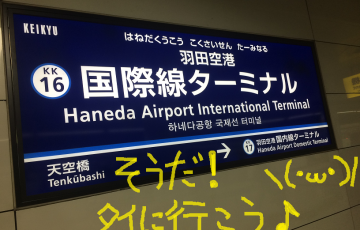 KEIKYU
はねだくうこう こくさいせん たーみなる
羽田空港
KK
16
国際線ターミナル
Haneda Airport International Terminal
하네다공항 국제선 터미널
天空橋
Tenkūbashi
→
羽田空港国内線ターミナル
Haneda Airport Domestic Terminal
そうだ!
\(・ω・)/
タイに行こう♪